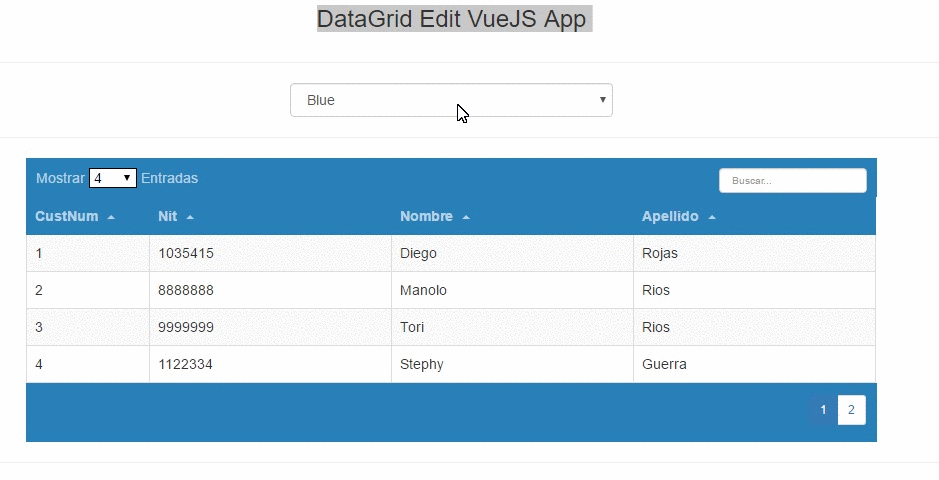 DataGrid Edit VueJS App
Blue
Mostrar 4 Entradas Buscar...
CustNum Nit Nombre Apellido
1 1035415 Diego Rojas
2 8888888 Manolo Rios
3 9999999 Tori Rios
4 1122334 Stephy Guerra
1 2